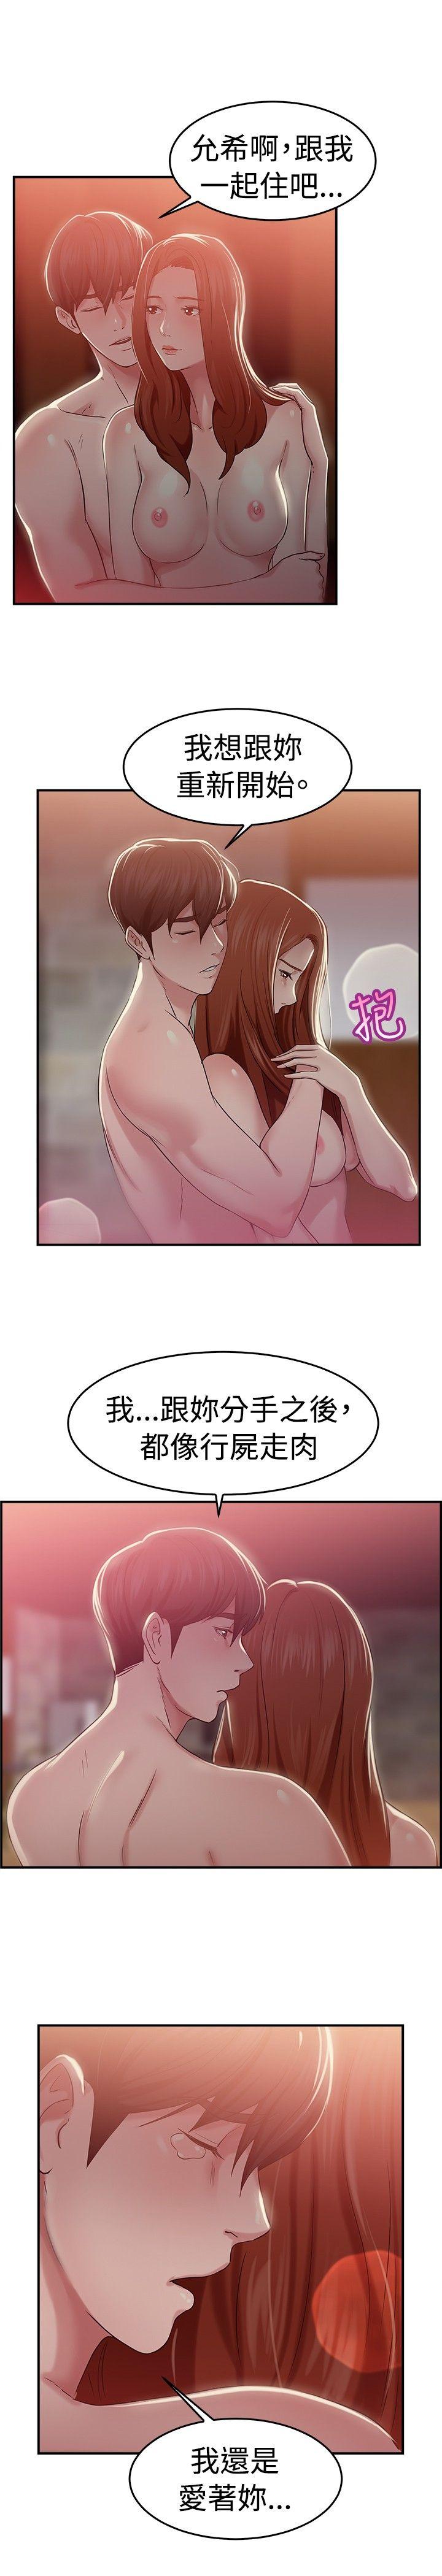 允希啊，跟我
一起住吧...
我想跟妳
重新開始。
抱
我...跟妳分手之後，
都像行屍走肉
我還是
愛著妳...